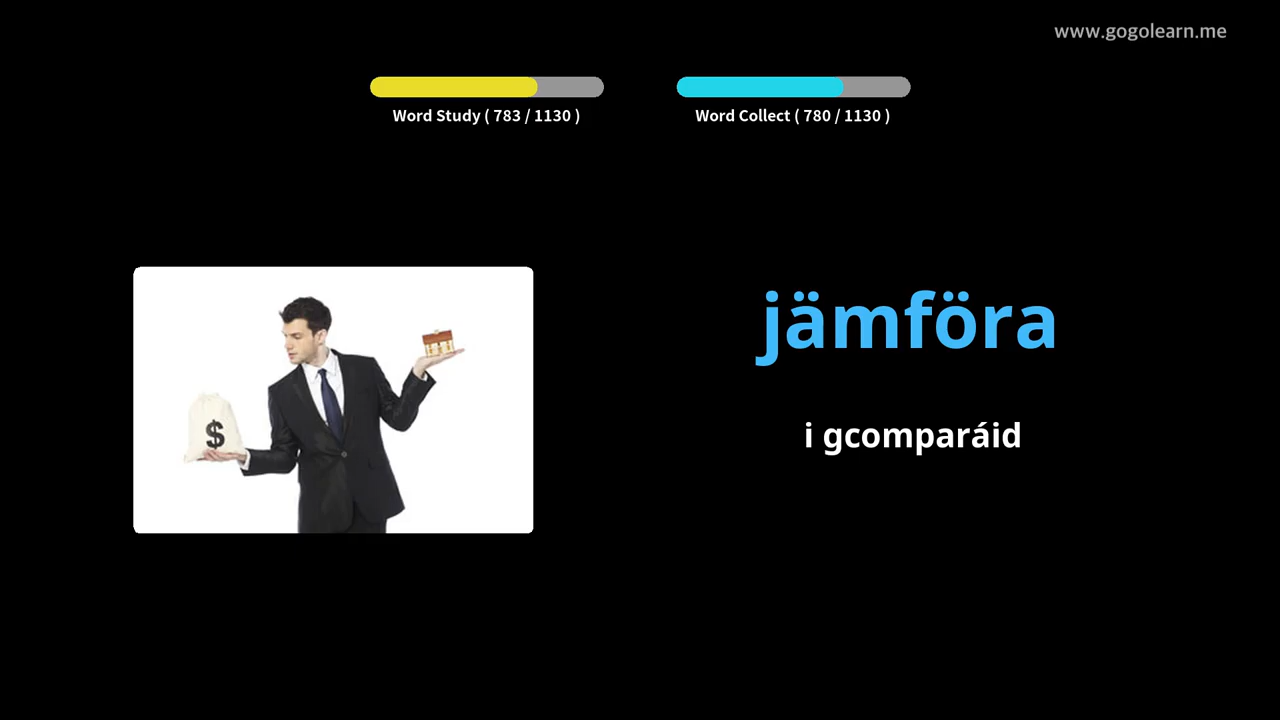 www.gogolearn.me
Word Study ( 783 / 1130 )
Word Collect ( 780 / 1130 )
jämföra
$
i gcomparáid